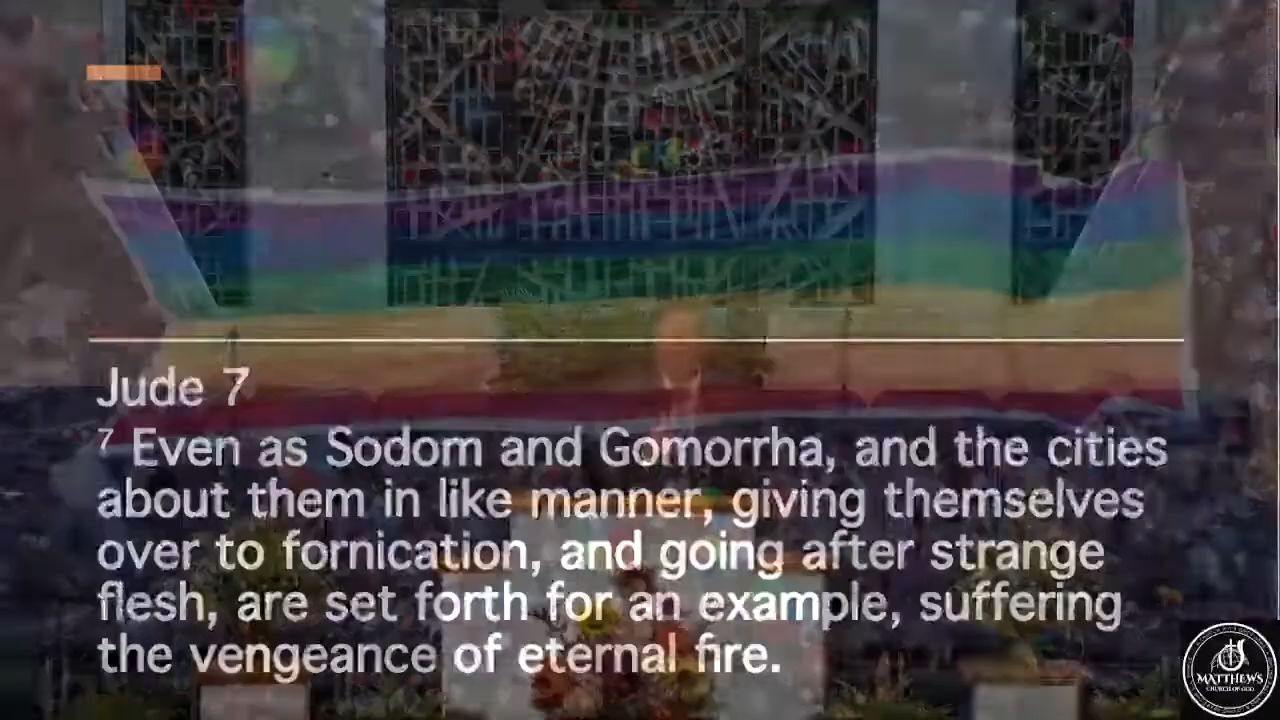 Jude 7
7 Even as Sodom and Gomorrha, and the cities
about them in like manner, giving themselves
over to fornication, and going after strange
flesh, are set forth for an example, suffering
the vengeance of eternal fire.
MATTHEWS
CHURCH OF GOD